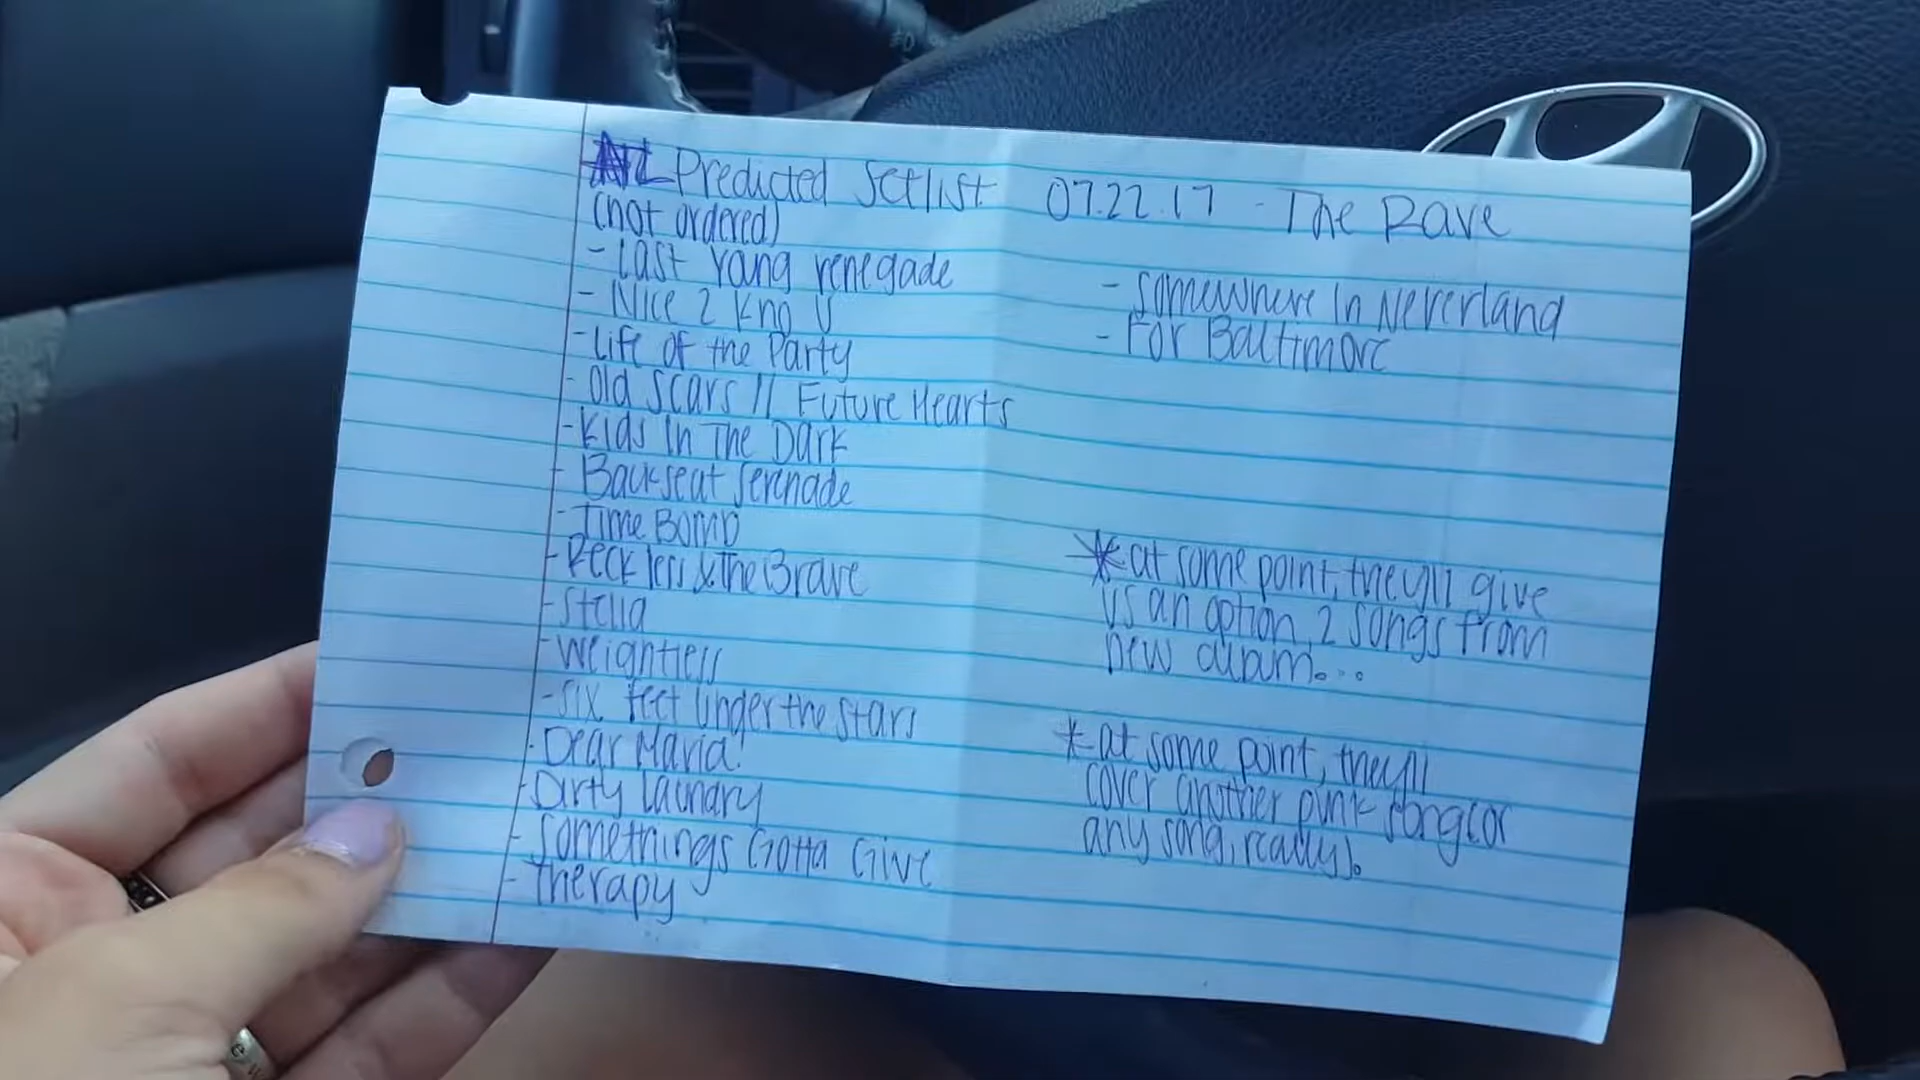 ATL Predicted Setlist 07.22.17 - The Rave
(not ordered)
- Last Young renegade
- Nice 2 Kno U
- Life of the Party
- Old Scars // Future Hearts
- Kids In The Dark
- Backseat Serenade
- Time Bomb
- Reckless & The Brave
- Stella
- Weightless
- Six feet Under the Stars
- Dear Maria!
- Dirty Laundry
- Somethings Gotta Give
- Therapy
- Somewhere In Neverland
- For Baltimore
* at some point, they'll give
us an option, 2 songs from
new album...
* at some point, they'll
cover another punk song (or
any song, really).